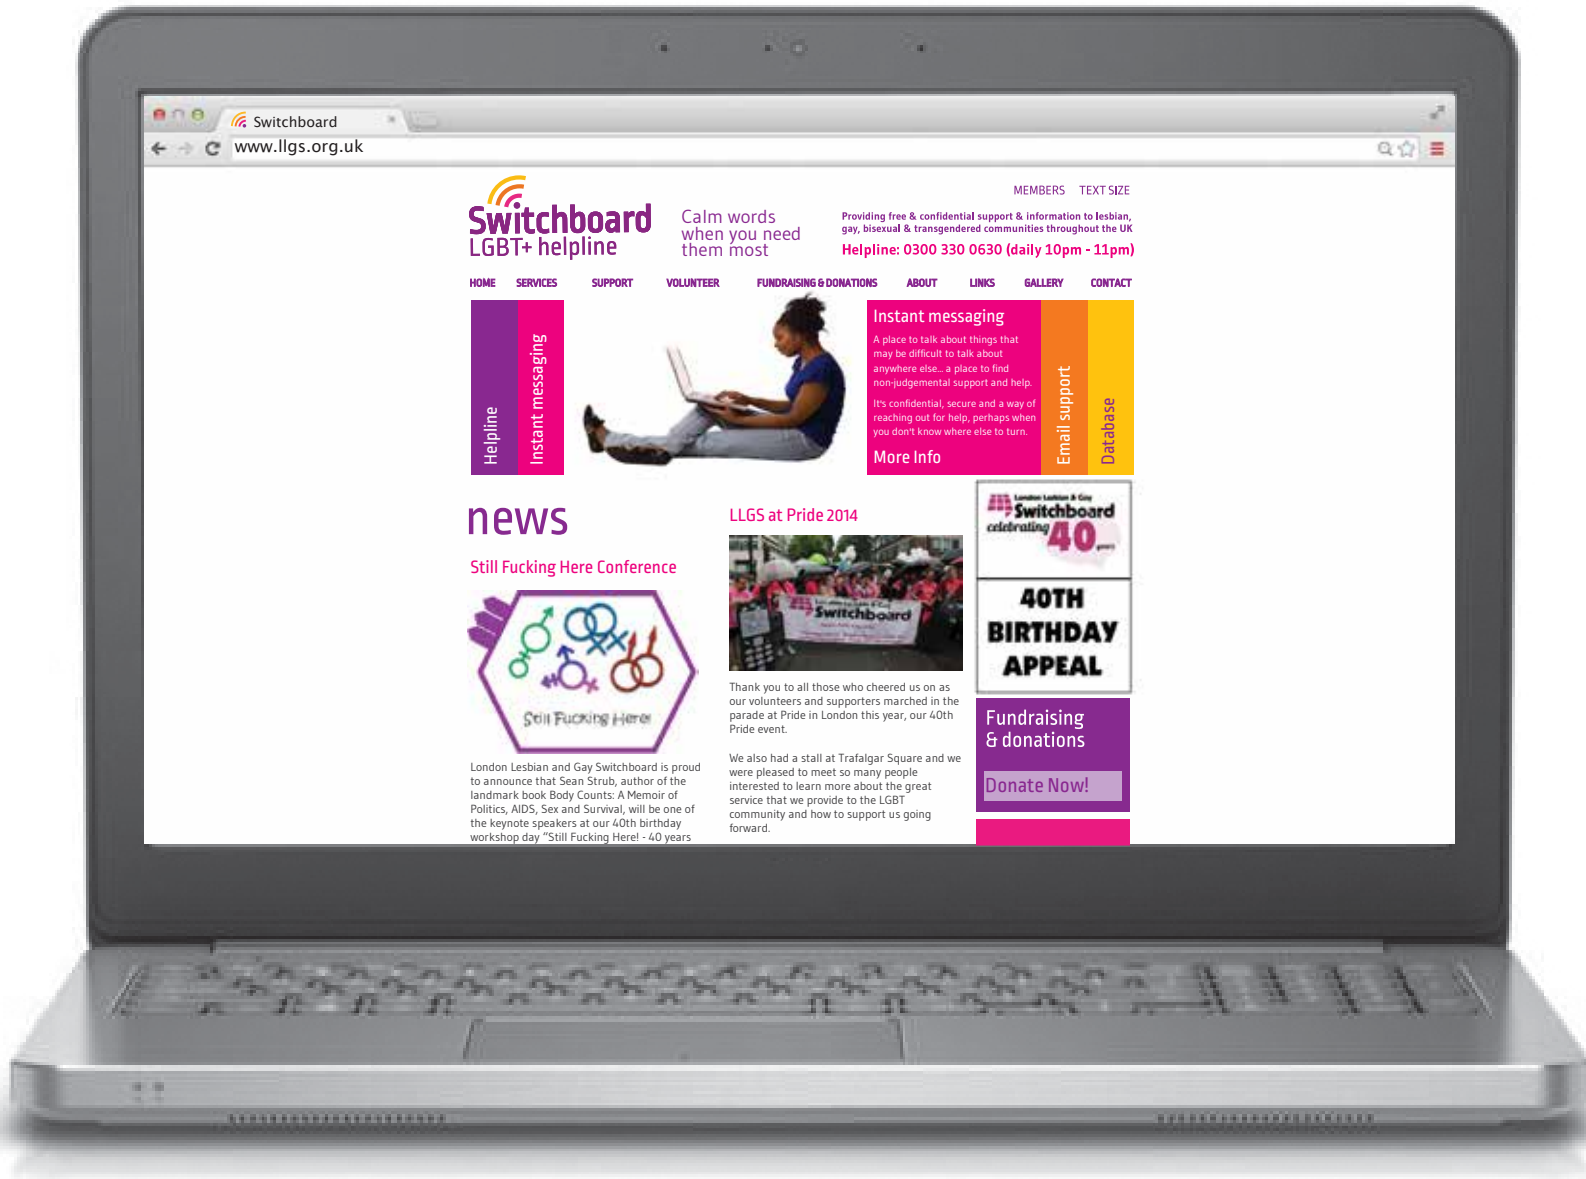 Switchboard
www.llgs.org.uk
MEMBERS TEXT SIZE
Switchboard
LGBT+ helpline
Calm words
when you need
them most
Providing free & confidential support & information to lesbian,
gay, bisexual & transgendered communities throughout the UK
Helpline: 0300 330 0630 (daily 10pm - 11pm)
HOME SERVICES SUPPORT VOLUNTEER FUNDRAISING & DONATIONS ABOUT LINKS GALLERY CONTACT
Helpline
Instant messaging
Instant messaging
A place to talk about things that
may be difficult to talk about
anywhere else... a place to find
non-judgemental support and help.
It's confidential, secure and a way of
reaching out for help, perhaps when
you don't know where else to turn.
More Info
Email support
Database
news
Still Fucking Here Conference
Still Fucking Here!
London Lesbian and Gay Switchboard is proud
to announce that Sean Strub, author of the
landmark book Body Counts: A Memoir of
Politics, AIDS, Sex and Survival, will be one of
the keynote speakers at our 40th birthday
workshop day “Still Fucking Here! - 40 years
LLGS at Pride 2014
London Lesbian & Gay
Switchboard
Thank you to all those who cheered us on as
our volunteers and supporters marched in the
parade at Pride in London this year, our 40th
Pride event.
We also had a stall at Trafalgar Square and we
were pleased to meet so many people
interested to learn more about the great
service that we provide to the LGBT
community and how to support us going
forward.
London Lesbian & Gay
Switchboard
celebrating
40
years
40TH
BIRTHDAY
APPEAL
Fundraising
& donations
Donate Now!